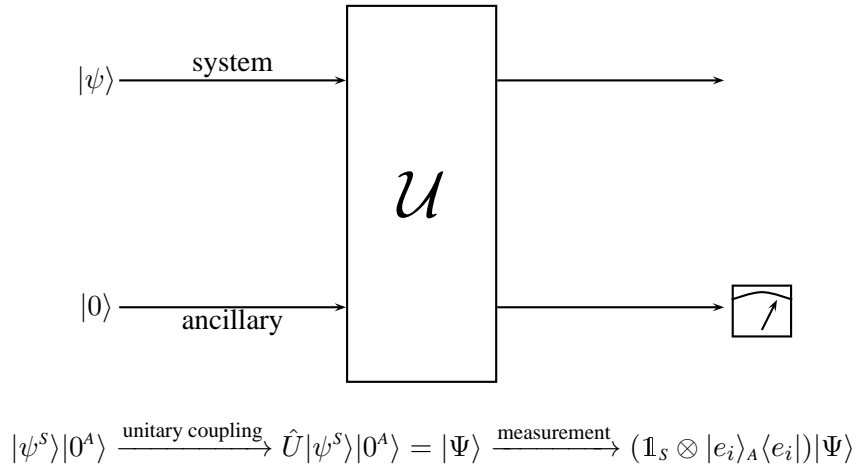 system
|ψ⟩
𝒰
|0⟩
ancillary
|ψ^S⟩|0^A⟩ —unitary coupling→ Û|ψ^S⟩|0^A⟩ = |Ψ⟩ —measurement→ (𝟙_S ⊗ |e_i⟩_A⟨e_i|)|Ψ⟩